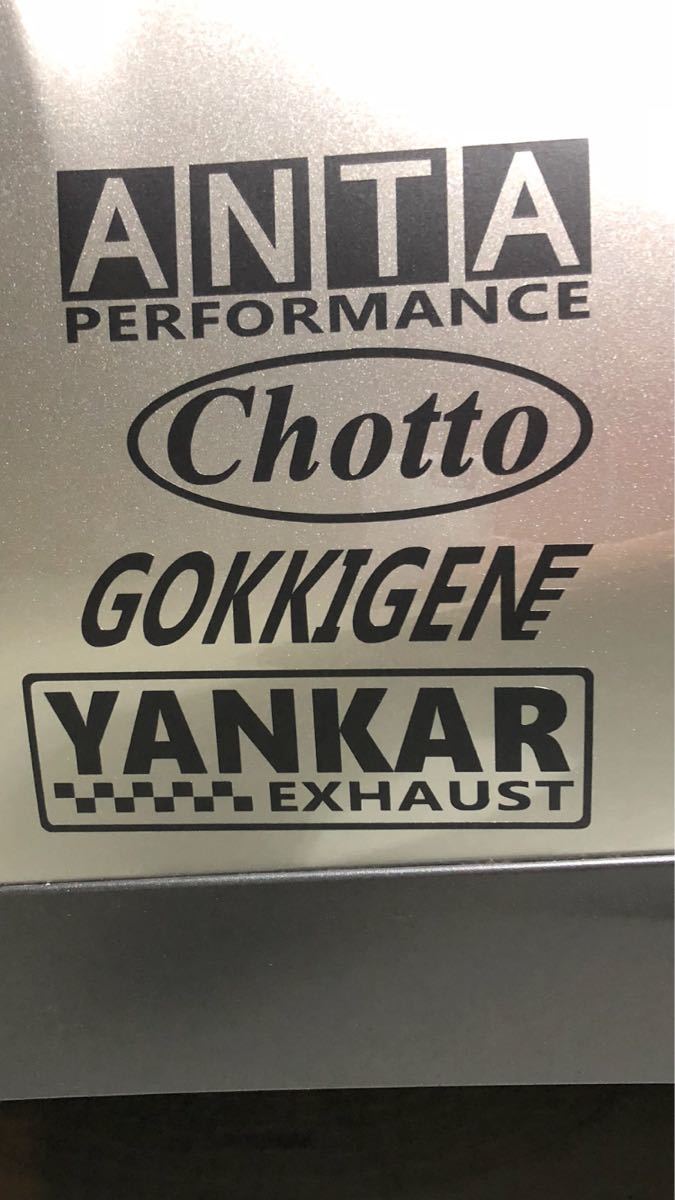 ANTA
PERFORMANCE
Chotto
GOKKIGENE
YANKAR
EXHAUST